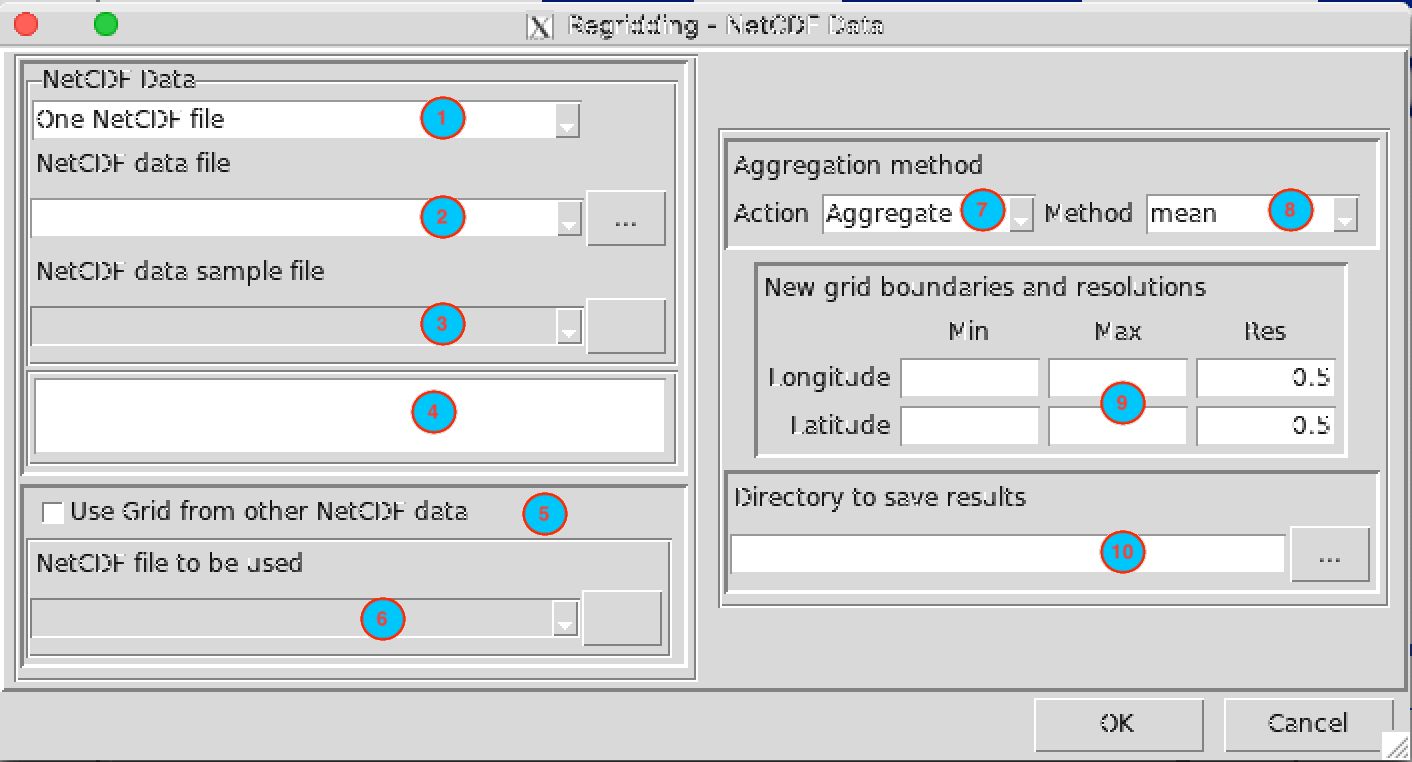 Regridding - NetCDF Data
NetCDF Data
One NetCDF file 1
NetCDF data file
2 ...
NetCDF data sample file
3
4
Use Grid from other NetCDF data 5
NetCDF file to be used
6
Aggregation method
Action Aggregate 7 Method mean 8
New grid boundaries and resolutions
Min Max Res
Longitude 0.5
9
Latitude 0.5
Directory to save results
10 ...
OK Cancel